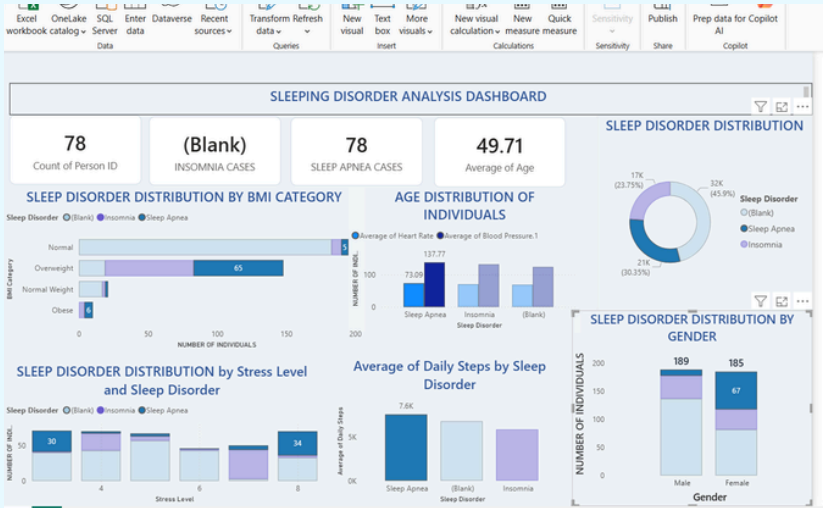 Excel workbook
OneLake catalog
SQL Server
Enter data
Dataverse
Recent sources
Transform data
Refresh
New visual
Text box
More visuals
New visual calculation
New measure
Quick measure
Sensitivity
Publish
Prep data for AI
Copilot
Data
Queries
Insert
Calculations
Sensitivity
Share
Copilot
SLEEPING DISORDER ANALYSIS DASHBOARD
78
Count of Person ID
(Blank)
INSOMNIA CASES
78
SLEEP APNEA CASES
49.71
Average of Age
SLEEP DISORDER DISTRIBUTION
17K
(23.75%)
32K
(45.9%)
21K
(30.35%)
Sleep Disorder
(Blank)
Sleep Apnea
Insomnia
SLEEP DISORDER DISTRIBUTION BY BMI CATEGORY
Sleep Disorder (Blank) Insomnia Sleep Apnea
BMI Category
Normal
5
Overweight
65
Normal Weight
Obese
6
0 50 100 150 200
NUMBER OF INDIVIDUALS
AGE DISTRIBUTION OF
INDIVIDUALS
Average of Heart Rate Average of Blood Pressure.1
NUMBER OF INDI...
100
0
73.09
137.77
Sleep Apnea Insomnia (Blank)
Sleep Disorder
SLEEP DISORDER DISTRIBUTION by Stress Level
and Sleep Disorder
Sleep Disorder (Blank) Insomnia Sleep Apnea
NUMBER OF INDI...
50
0
30
34
4 6 8
Stress Level
Average of Daily Steps by Sleep
Disorder
Average of Daily Steps
5K
0K
7.6K
Sleep Apnea (Blank) Insomnia
Sleep Disorder
SLEEP DISORDER DISTRIBUTION BY
GENDER
NUMBER OF INDIVIDUALS
200
150
100
50
0
189
185
67
Male Female
Gender